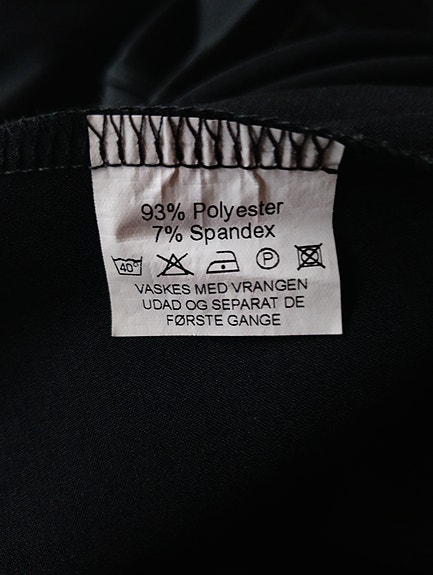 93% Polyester
7% Spandex
40° P
VASKES MED VRANGEN
UDAD OG SEPARAT DE
FØRSTE GANGE